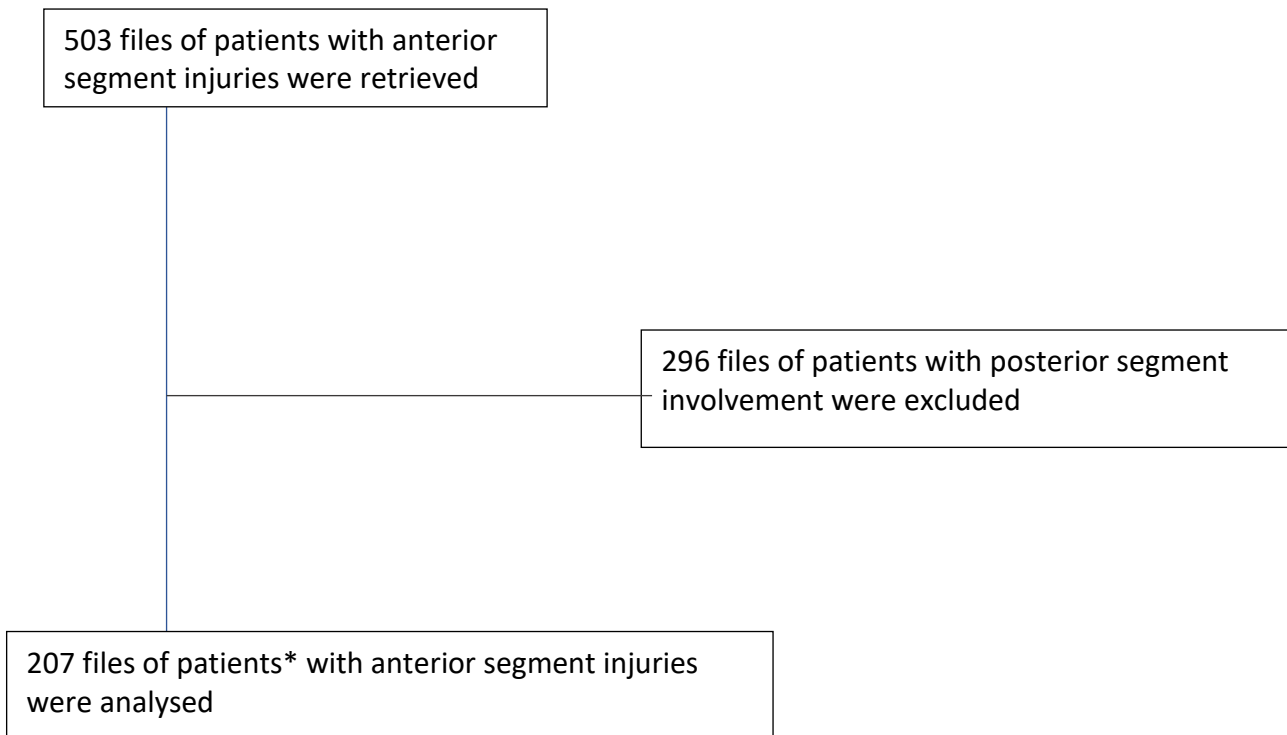 503 files of patients with anterior
segment injuries were retrieved
296 files of patients with posterior segment
involvement were excluded
207 files of patients* with anterior segment injuries
were analysed